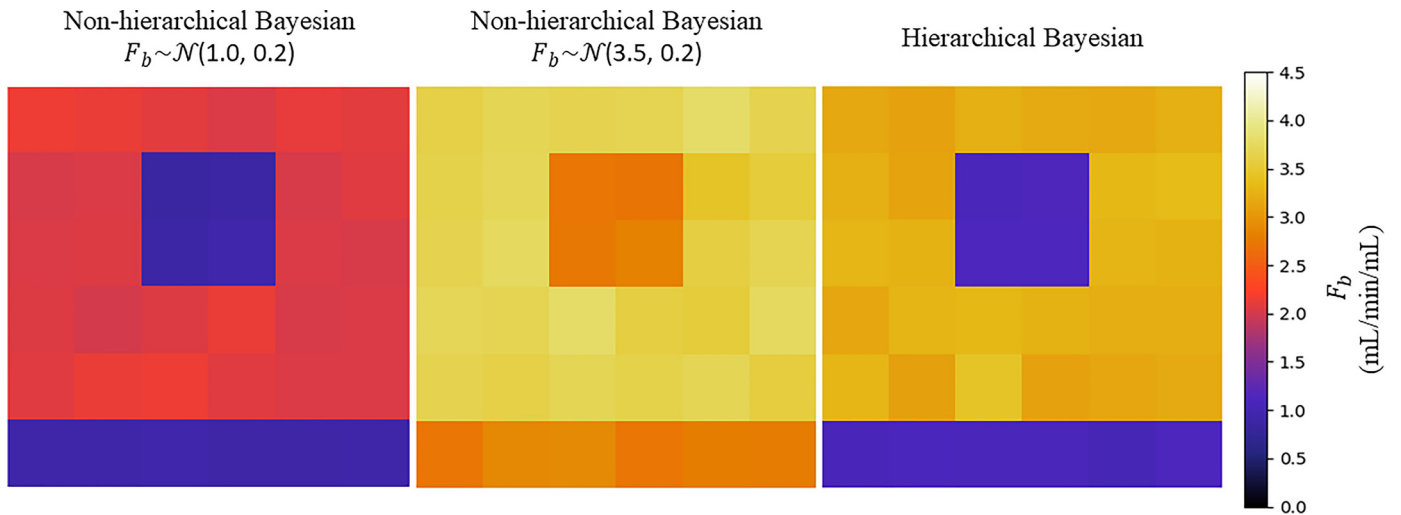 Non-hierarchical Bayesian
F_b~𝒩(1.0, 0.2)
Non-hierarchical Bayesian
F_b~𝒩(3.5, 0.2)
Hierarchical Bayesian
4.5
4.0
3.5
3.0
2.5
2.0
1.5
1.0
0.5
0.0
F_b
(mL/min/mL)